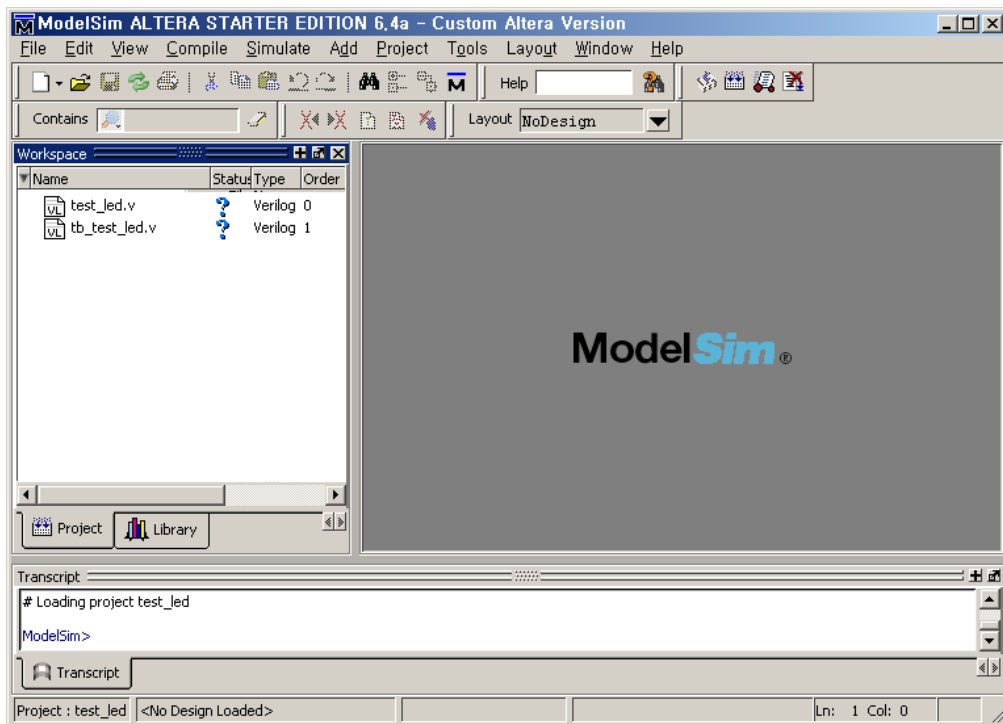 ModelSim ALTERA STARTER EDITION 6,4a - Custom Altera Version
File Edit View Compile Simulate Add Project Tools Layout Window Help
Help
Contains Layout NoDesign
Workspace
Name Status Type Order
VL test_led.v ? Verilog 0
VL tb_test_led.v ? Verilog 1
ModelSim®
Project Library
Transcript
# Loading project test_led
ModelSim>
Transcript
Project : test_led <No Design Loaded> Ln: 1 Col: 0